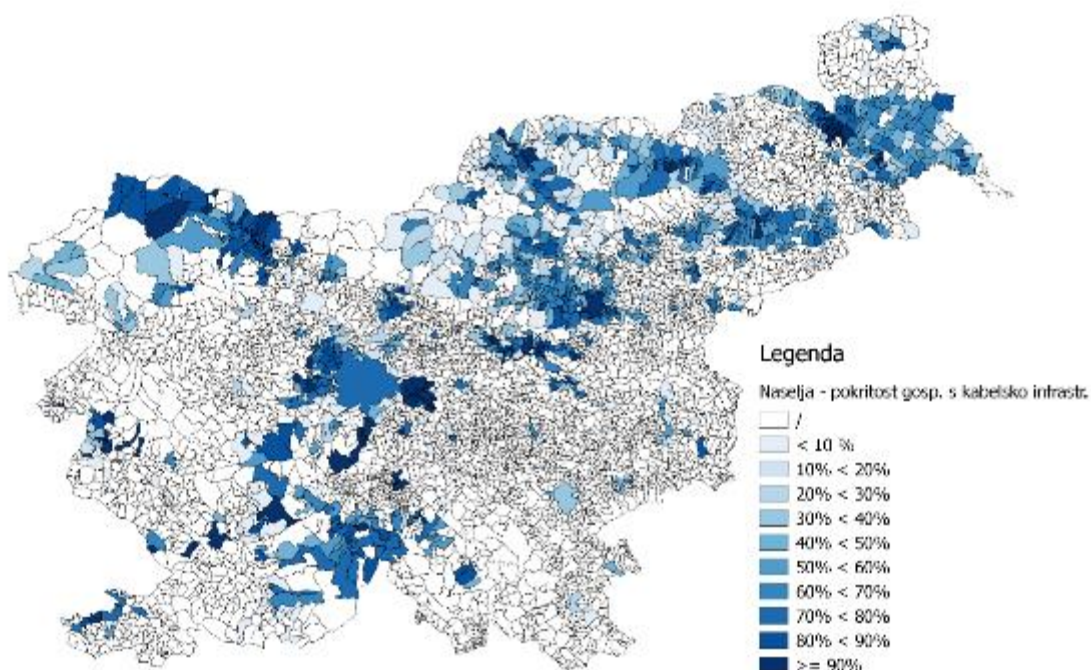 Legenda
Naselja - pokritost gosp. s kabelsko infrastr.
/
< 10 %
10% < 20%
20% < 30%
30% < 40%
40% < 50%
50% < 60%
60% < 70%
70% < 80%
80% < 90%
>= 90%